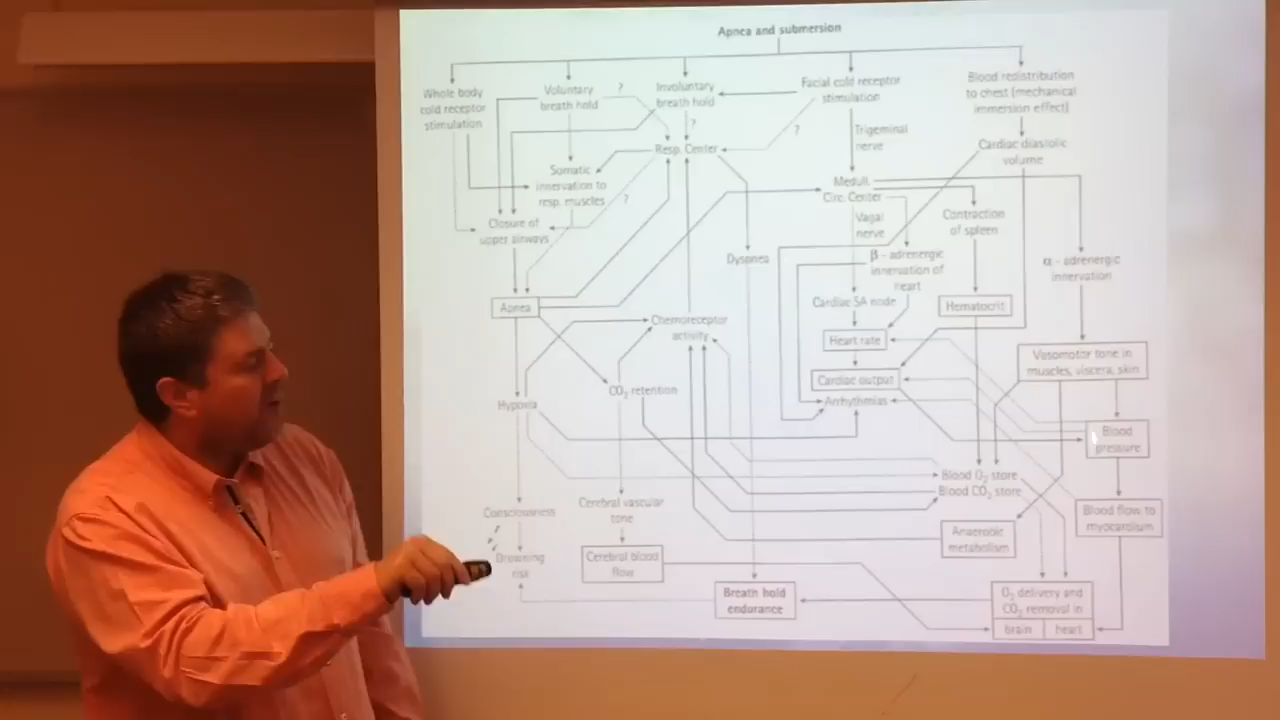 Apnea and submersion
Whole body
cold receptor
stimulation
Voluntary
breath hold
?
Involuntary
breath hold
Facial cold receptor
stimulation
Blood redistribution
to chest (mechanical
immersion effect)
?
?
Trigeminal
nerve
Resp. Center
Cardiac diastolic
volume
Somatic
innervation to
resp. muscles
?
Medull.
Circ. Center
Closure of
upper airways
Vagal
nerve
Contraction
of spleen
Dyspnea
β - adrenergic
innervation of
heart
α - adrenergic
innervation
Apnea
Cardiac SA node
Hematocrit
Chemoreceptor
activity
Heart rate
Vasomotor tone in
muscles, viscera, skin
CO2 retention
Cardiac output
Hypoxia
Arrhythmias
Blood
pressure
Blood O2 store
Blood CO2 store
Consciousness
Cerebral vascular
tone
Blood flow to
myocardium
Anaerobic
metabolism
Drowning
risk
Cerebral blood
flow
Breath hold
endurance
O2 delivery and
CO2 removal in
brain
heart